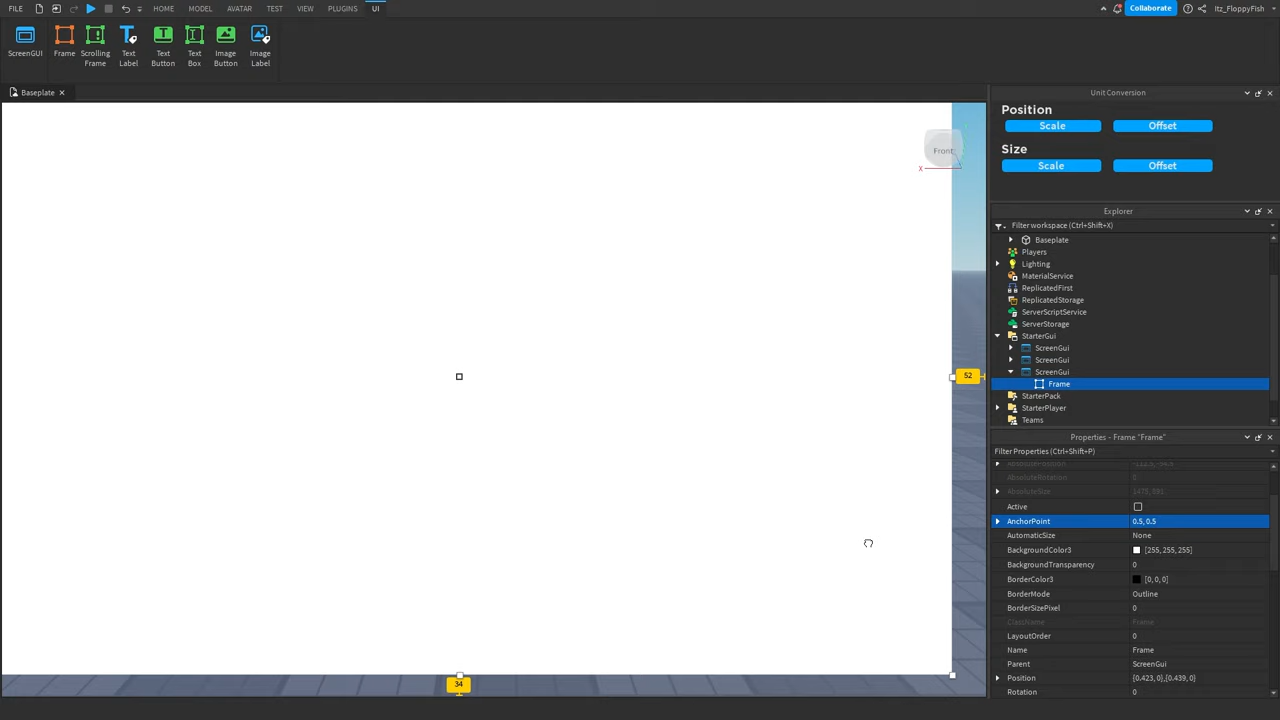 FILE HOME MODEL AVATAR TEST VIEW PLUGINS UI Collaborate Itz_FloppyFish
ScreenGUI Frame Scrolling Frame Text Label Text Button Text Box Image Button Image Label
Baseplate
Unit Conversion
Position
Scale Offset
Size
Scale Offset
Front
X
Explorer
Filter workspace (Ctrl+Shift+X)
Baseplate
Players
Lighting
MaterialService
ReplicatedFirst
ReplicatedStorage
ServerScriptService
ServerStorage
StarterGui
ScreenGui
ScreenGui
ScreenGui
Frame
StarterPack
StarterPlayer
Teams
52
34
Properties - Frame "Frame"
Filter Properties (Ctrl+Shift+P)
AbsoluteRotation 0
AbsoluteSize
Active
AnchorPoint 0.5, 0.5
AutomaticSize None
BackgroundColor3 [255, 255, 255]
BackgroundTransparency 0
BorderColor3 [0, 0, 0]
BorderMode Outline
BorderSizePixel 0
ClassName Frame
LayoutOrder 0
Name Frame
Parent ScreenGui
Position {0.423, 0},{0.439, 0}
Rotation 0